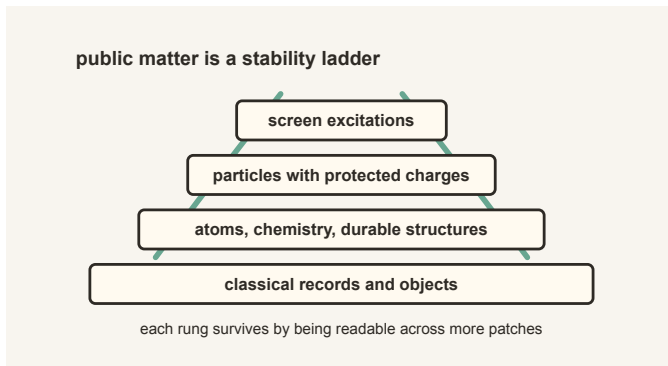 public matter is a stability ladder
screen excitations
particles with protected charges
atoms, chemistry, durable structures
classical records and objects
each rung survives by being readable across more patches